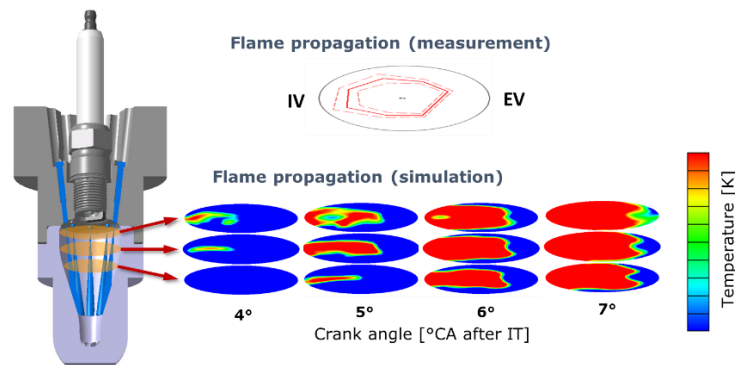 Flame propagation (measurement)
IV
EV
Flame propagation (simulation)
4°
5°
6°
7°
Crank angle [°CA after IT]
Temperature [K]